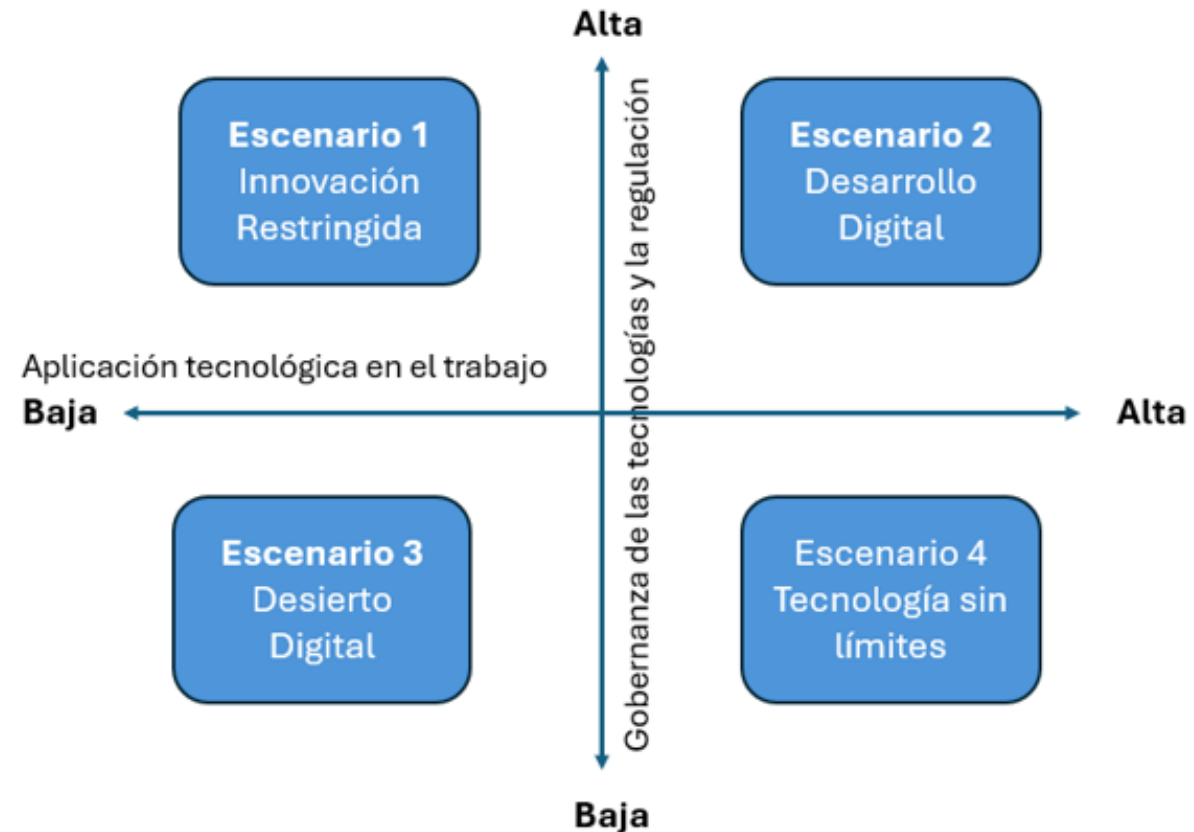 Alta
Escenario 1
Innovación
Restringida
Escenario 2
Desarrollo
Digital
Gobernanza de las tecnologías y la regulación
Aplicación tecnológica en el trabajo
Baja
Alta
Escenario 3
Desierto
Digital
Escenario 4
Tecnología sin
límites
Baja